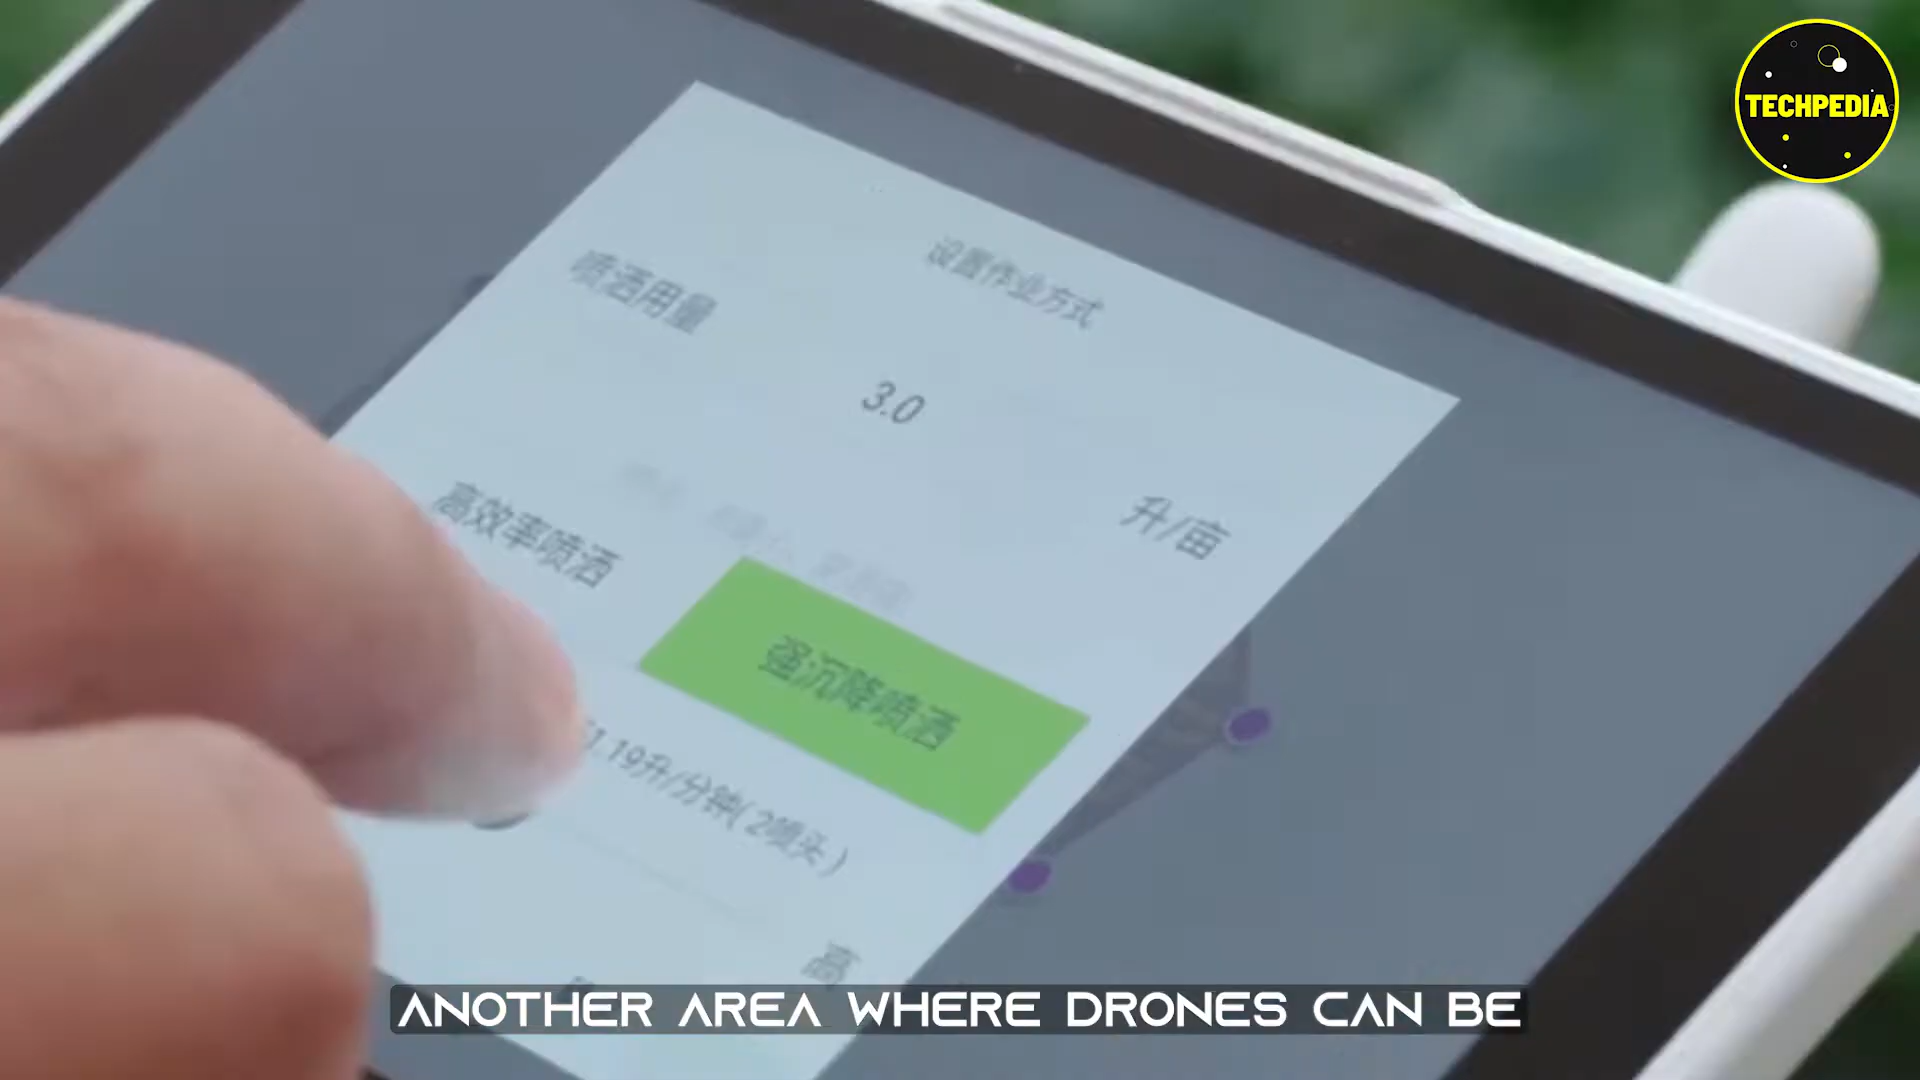 TECHPEDIA
设置作业方式
喷洒用量
3.0
升/亩
高效率喷洒
强沉降喷洒
1.19升/分钟(2喷头)
高
ANOTHER AREA WHERE DRONES CAN BE